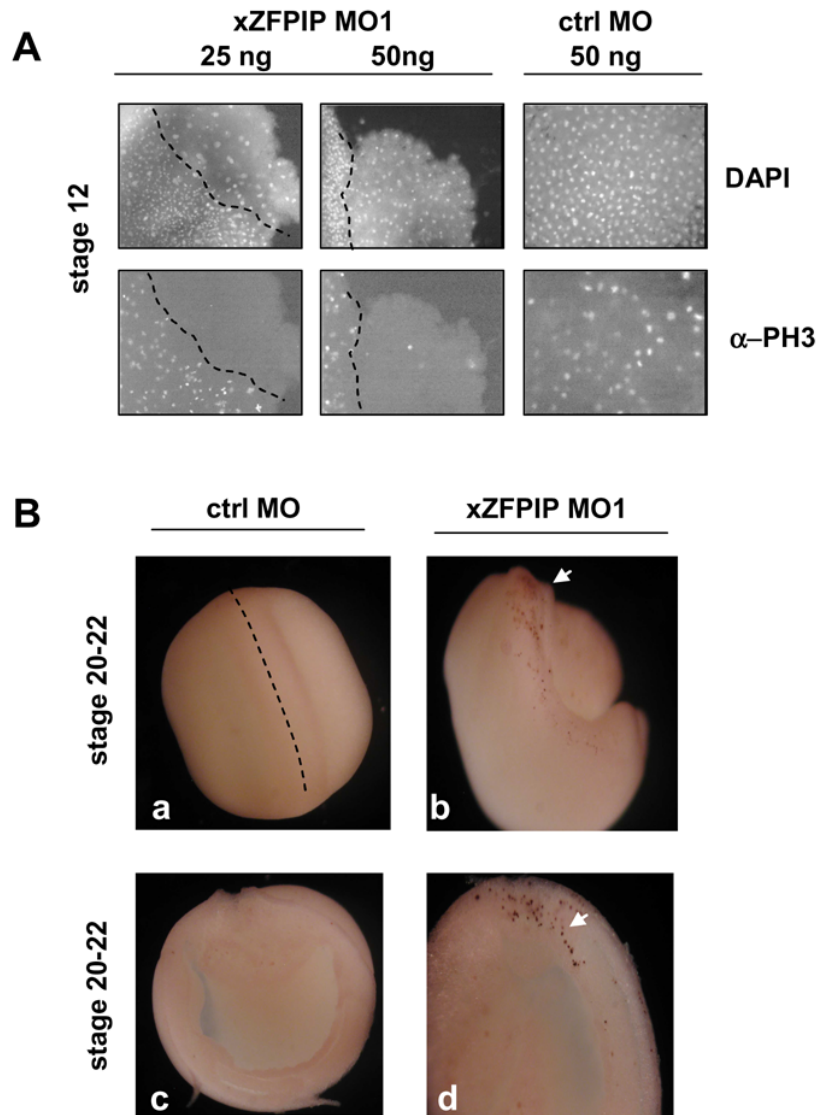 A
xZFPIP MO1
ctrl MO
25 ng
50ng
50 ng
stage 12
DAPI
α–PH3
B
ctrl MO
xZFPIP MO1
stage 20-22
a
b
stage 20-22
c
d